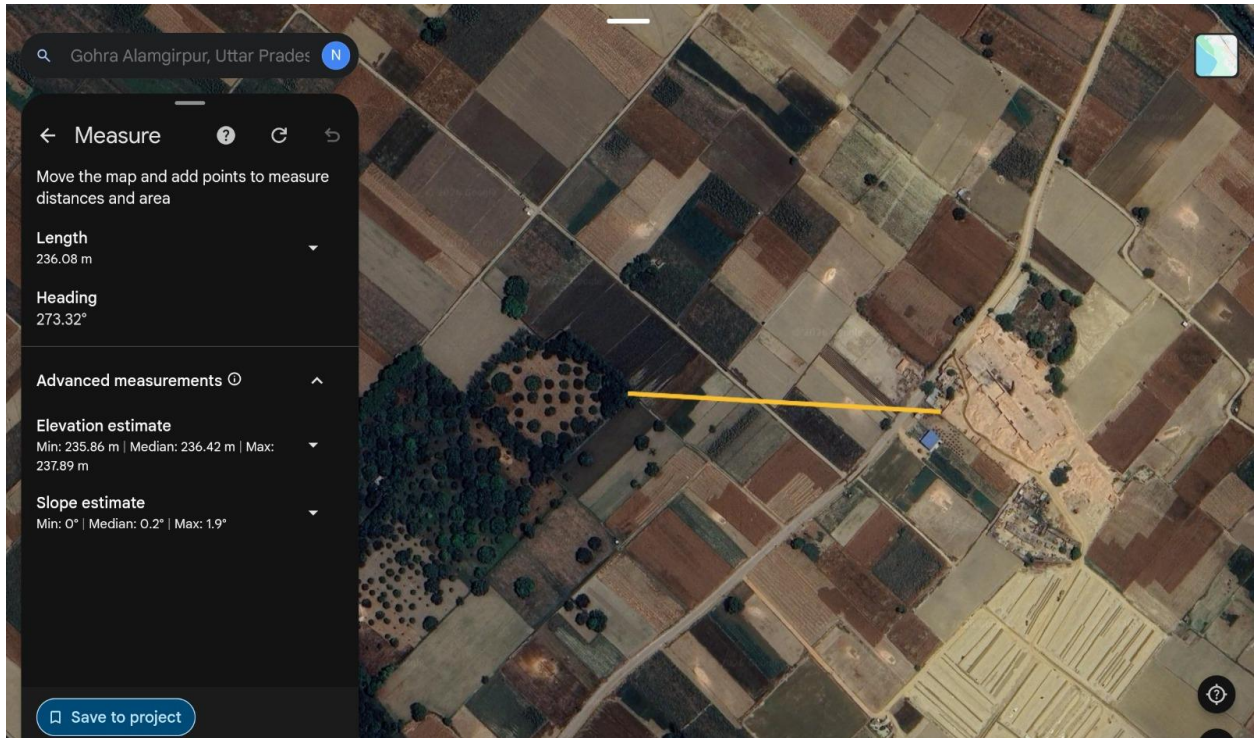 Gohra Alamgirpur, Uttar Prades
N
Measure
Move the map and add points to measure
distances and area
Length
236.08 m
Heading
273.32°
Advanced measurements
Elevation estimate
Min: 235.86 m | Median: 236.42 m | Max:
237.89 m
Slope estimate
Min: 0° | Median: 0.2° | Max: 1.9°
Save to project